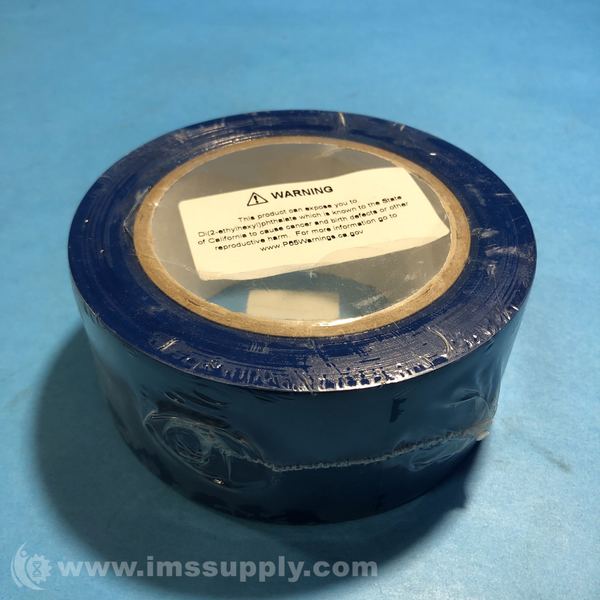 ⚠ WARNING
This product can expose you to
Di(2-ethylhexyl)phthalate which is known to the State
of California to cause cancer and birth defects or other
reproductive harm. For more information go to
www.P65Warnings.ca.gov
www.imssupply.com